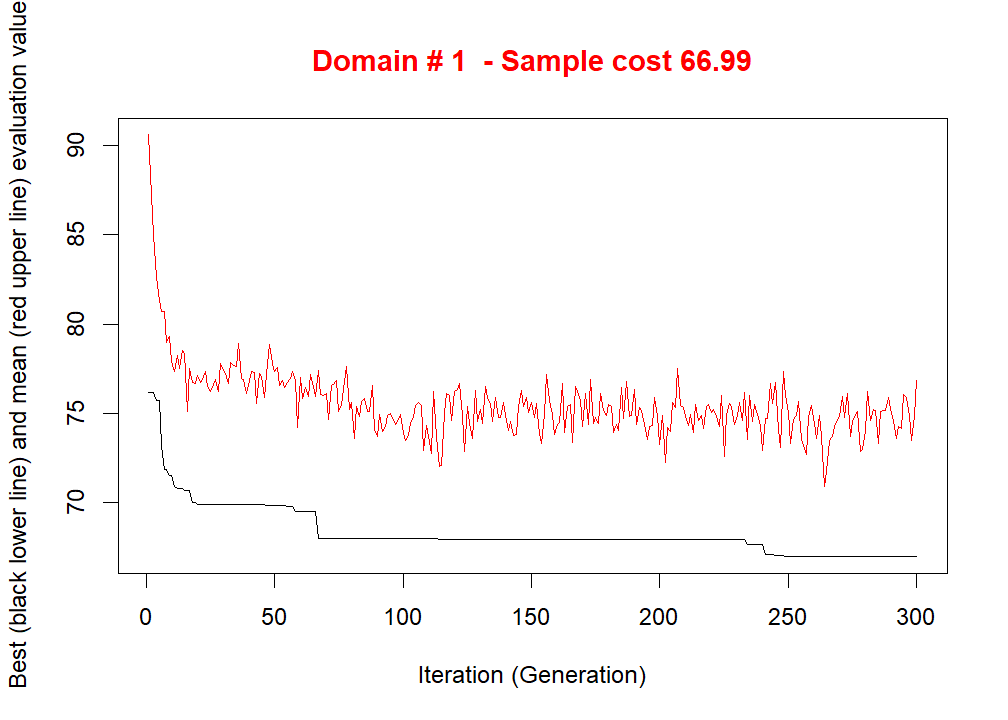 Domain # 1  - Sample cost 66.99
Best (black lower line) and mean (red upper line) evaluation value
90
85
80
75
70
0 50 100 150 200 250 300
Iteration (Generation)